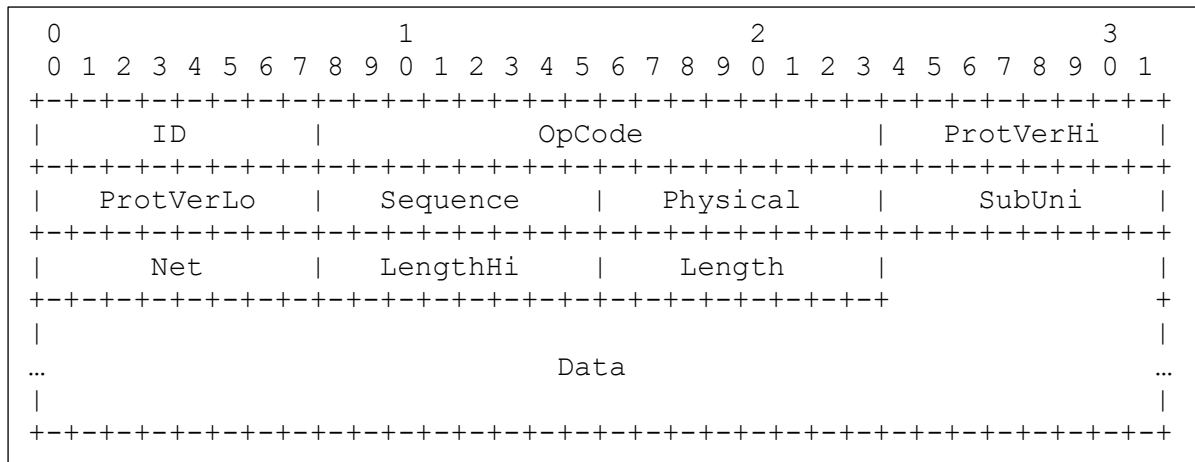 0                   1                   2                   3
 0 1 2 3 4 5 6 7 8 9 0 1 2 3 4 5 6 7 8 9 0 1 2 3 4 5 6 7 8 9 0 1
+-+-+-+-+-+-+-+-+-+-+-+-+-+-+-+-+-+-+-+-+-+-+-+-+-+-+-+-+-+-+-+-+
|      ID       |            OpCode             |   ProtVerHi   |
+-+-+-+-+-+-+-+-+-+-+-+-+-+-+-+-+-+-+-+-+-+-+-+-+-+-+-+-+-+-+-+-+
|   ProtVerLo   |   Sequence    |   Physical    |     SubUni    |
+-+-+-+-+-+-+-+-+-+-+-+-+-+-+-+-+-+-+-+-+-+-+-+-+-+-+-+-+-+-+-+-+
|      Net      |   LengthHi    |    Length     |               |
+-+-+-+-+-+-+-+-+-+-+-+-+-+-+-+-+-+-+-+-+-+-+-+-+               +
|                                                               |
…                             Data                              …
|                                                               |
+-+-+-+-+-+-+-+-+-+-+-+-+-+-+-+-+-+-+-+-+-+-+-+-+-+-+-+-+-+-+-+-+